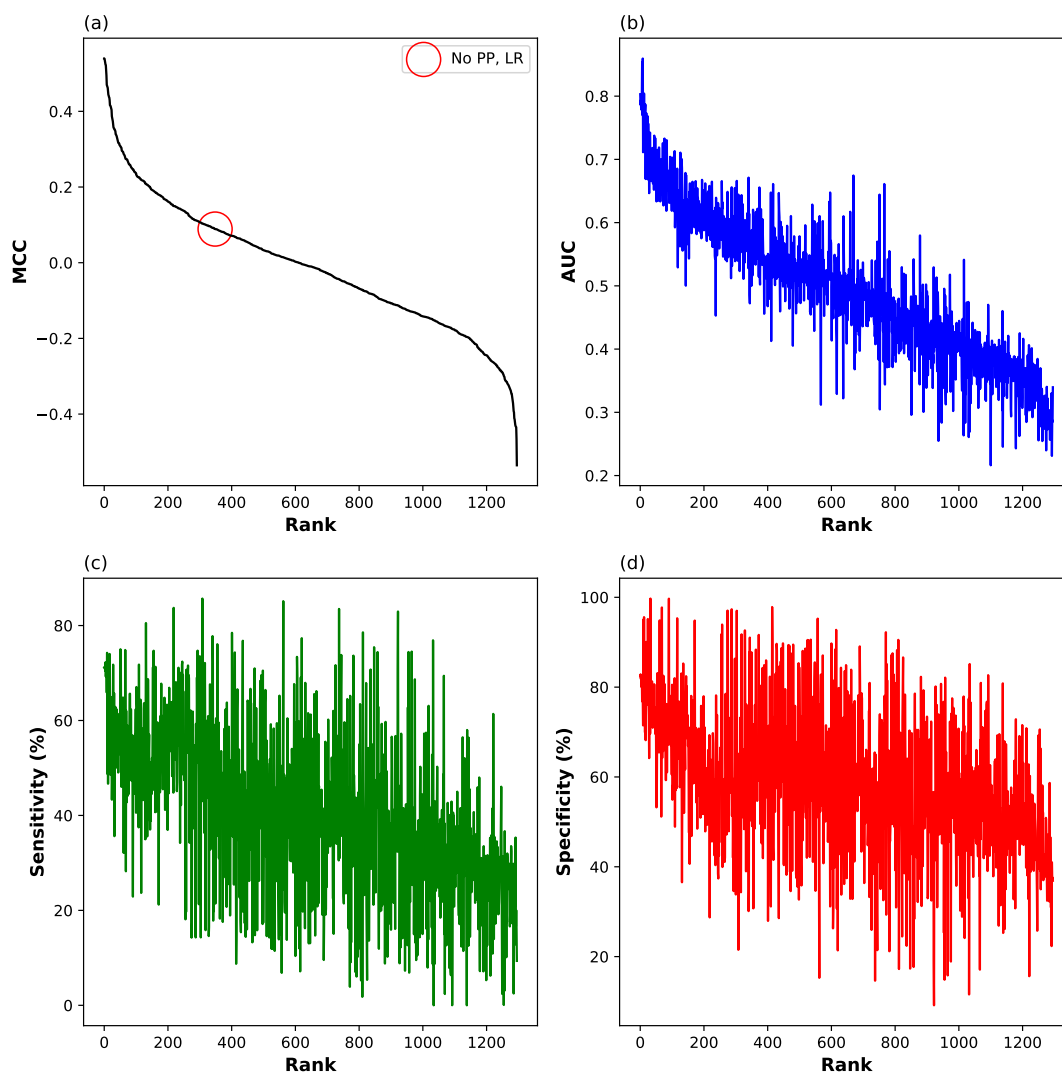 (a)
No PP, LR
MCC
0.4
0.2
0.0
−0.2
−0.4
0 200 400 600 800 1000 1200
Rank
(b)
AUC
0.8
0.7
0.6
0.5
0.4
0.3
0.2
0 200 400 600 800 1000 1200
Rank
(c)
Sensitivity (%)
80
60
40
20
0
0 200 400 600 800 1000 1200
Rank
(d)
Specificity (%)
100
80
60
40
20
0 200 400 600 800 1000 1200
Rank